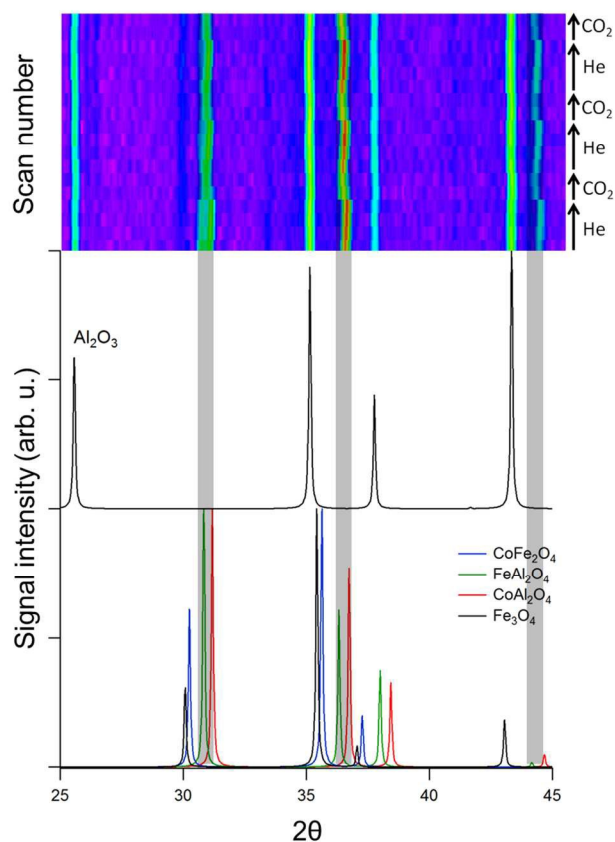 CO₂
He
CO₂
He
CO₂
He
Scan number
Al₂O₃
Signal intensity (arb. u.)
CoFe₂O₄
FeAl₂O₄
CoAl₂O₄
Fe₃O₄
25
30
35
40
45
2θ